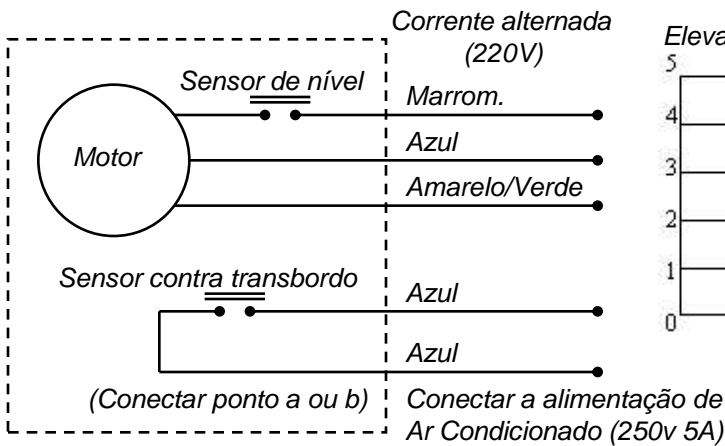 Corrente alternada
(220V)
Sensor de nível
Marrom.
Motor
Azul
Amarelo/Verde
Sensor contra transbordo
Azul
Azul
(Conectar ponto a ou b)
Conectar a alimentação de
Ar Condicionado (250v 5A)
Eleva
5
4
3
2
1
0